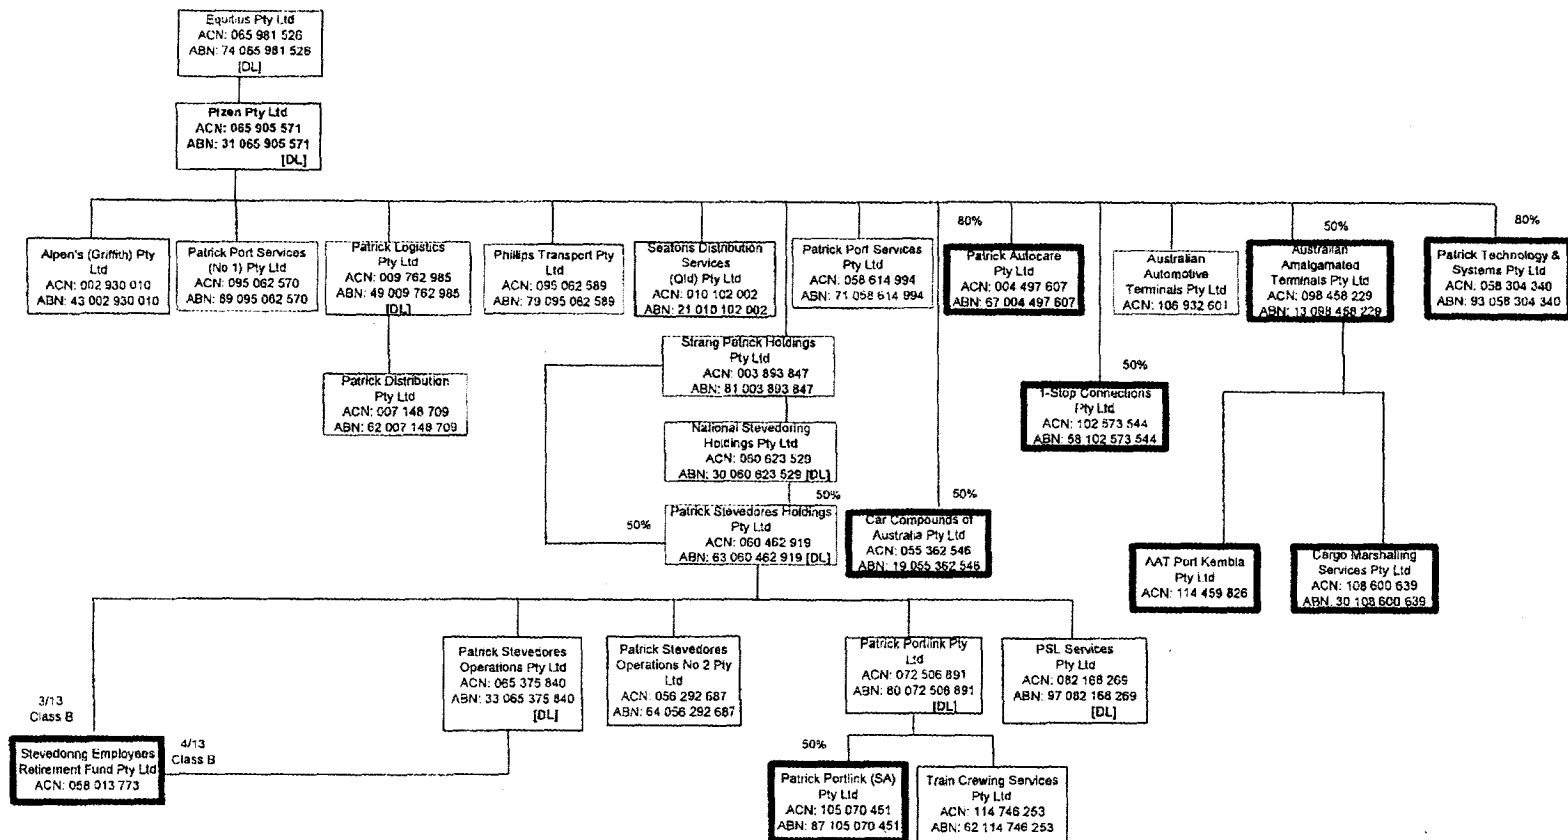 Equitius Pty Ltd
ACN: 065 981 526
ABN: 74 065 981 526
[DL]
Plzen Pty Ltd
ACN: 065 905 571
ABN: 31 065 905 571
[DL]
Alpen's (Griffith) Pty
Ltd
ACN: 002 930 010
ABN: 43 002 930 010
Patrick Port Services
(No 1) Pty Ltd
ACN: 095 062 570
ABN: 89 095 062 570
Patrick Logistics
Pty Ltd
ACN: 009 762 985
ABN: 49 009 762 985
[DL]
Phillips Transport Pty
Ltd
ACN: 095 062 589
ABN: 79 095 062 589
Seatons Distribution
Services
(Qld) Pty Ltd
ACN: 010 102 002
ABN: 21 010 102 002
Patrick Port Services
Pty Ltd
ACN: 058 614 994
ABN: 71 058 614 994
80%
Patrick Autocare
Pty Ltd
ACN: 004 497 607
ABN: 67 004 497 607
Australian
Automotive
Terminals Pty Ltd
ACN: 106 932 601
50%
Australian
Amalgamated
Terminals Pty Ltd
ACN: 098 458 229
ABN: 13 098 458 229
80%
Patrick Technology &
Systems Pty Ltd
ACN: 058 304 340
ABN: 93 058 304 340
Patrick Distribution
Pty Ltd
ACN: 007 148 709
ABN: 62 007 148 709
Strang Patrick Holdings
Pty Ltd
ACN: 003 893 847
ABN: 81 003 893 847
50%
1-Stop Connections
Pty Ltd
ACN: 102 573 544
ABN: 58 102 573 544
National Stevedoring
Holdings Pty Ltd
ACN: 060 623 529
ABN: 30 060 623 529 [DL]
50%
50%
Patrick Stevedores Holdings
Pty Ltd
ACN: 060 462 919
ABN: 63 060 462 919 [DL]
50%
Car Compounds of
Australia Pty Ltd
ACN: 055 362 546
ABN: 19 055 362 546
AAT Port Kembla
Pty Ltd
ACN: 114 459 826
Cargo Marshalling
Services Pty Ltd
ACN: 108 600 639
ABN: 30 108 600 639
Patrick Stevedores
Operations Pty Ltd
ACN: 065 375 840
ABN: 33 065 375 840
[DL]
Patrick Stevedores
Operations No 2 Pty
Ltd
ACN: 056 292 687
ABN: 64 056 292 687
Patrick Portlink Pty
Ltd
ACN: 072 506 891
ABN: 80 072 506 891
[DL]
PSL Services
Pty Ltd
ACN: 082 168 269
ABN: 97 082 168 269
[DL]
3/13
Class B
Stevedoring Employees
Retirement Fund Pty Ltd
ACN: 058 013 773
4/13
Class B
50%
Patrick Portlink (SA)
Pty Ltd
ACN: 105 070 451
ABN: 87 105 070 451
Train Crewing Services
Pty Ltd
ACN: 114 746 253
ABN: 62 114 746 253